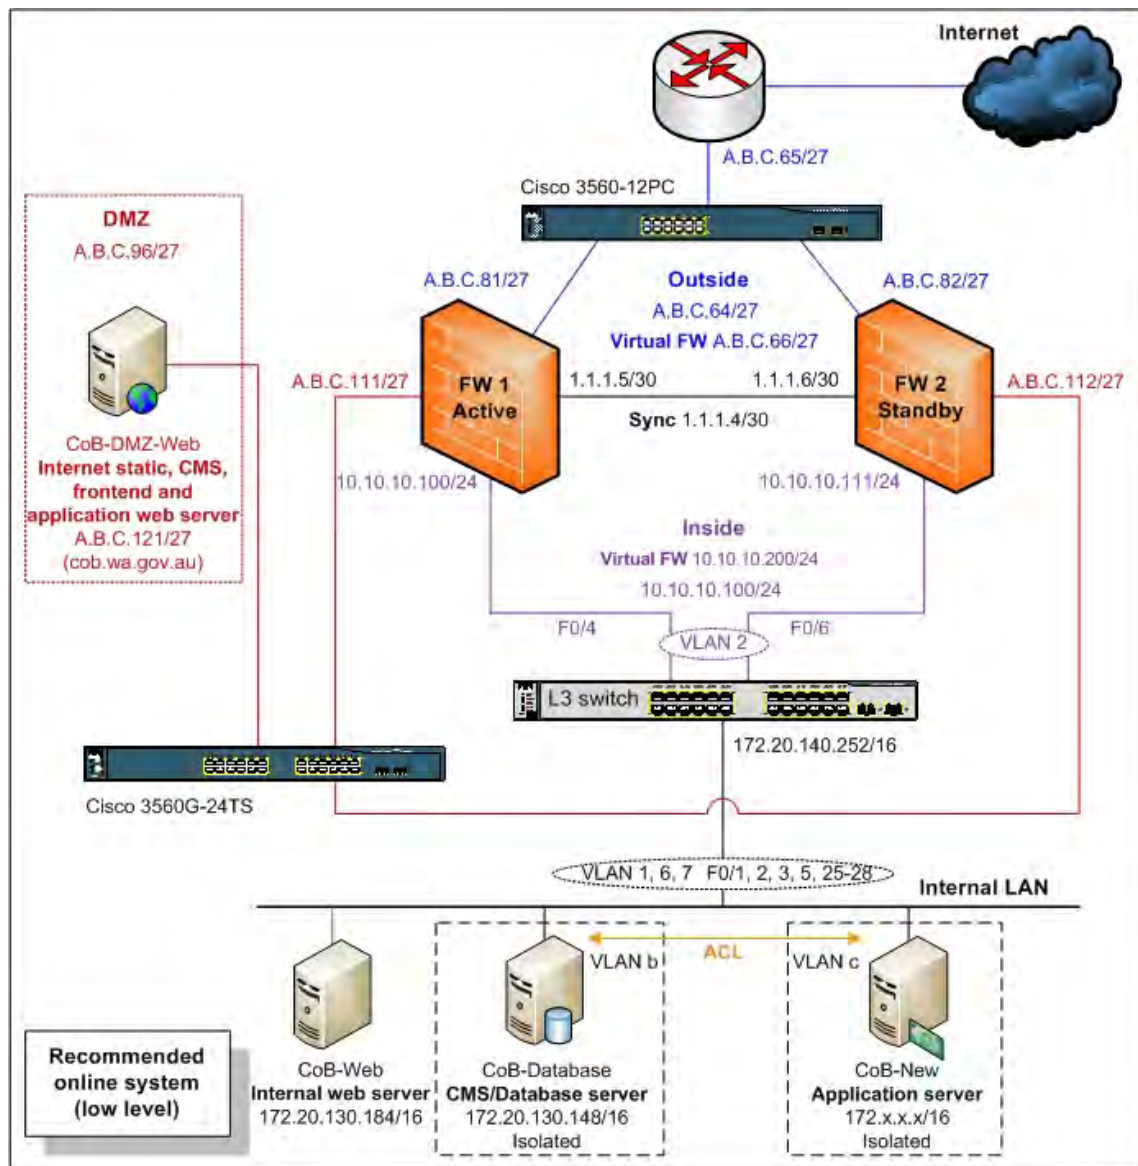 Internet
A.B.C.65/27
Cisco 3560-12PC
DMZ
A.B.C.96/27
A.B.C.81/27
Outside
A.B.C.82/27
A.B.C.64/27
Virtual FW A.B.C.66/27
A.B.C.111/27
FW 1
Active
1.1.1.5/30
1.1.1.6/30
FW 2
Standby
A.B.C.112/27
Sync 1.1.1.4/30
CoB-DMZ-Web
Internet static, CMS,
frontend and
application web server
A.B.C.121/27
(cob.wa.gov.au)
10.10.10.100/24
10.10.10.111/24
Inside
Virtual FW 10.10.10.200/24
10.10.10.100/24
F0/4
F0/6
VLAN 2
L3 switch
172.20.140.252/16
Cisco 3560G-24TS
VLAN 1, 6, 7 F0/1, 2, 3, 5, 25-28
Internal LAN
ACL
VLAN b
VLAN c
Recommended
online system
(low level)
CoB-Web
Internal web server
172.20.130.184/16
CoB-Database
CMS/Database server
172.20.130.148/16
Isolated
CoB-New
Application server
172.x.x.x/16
Isolated